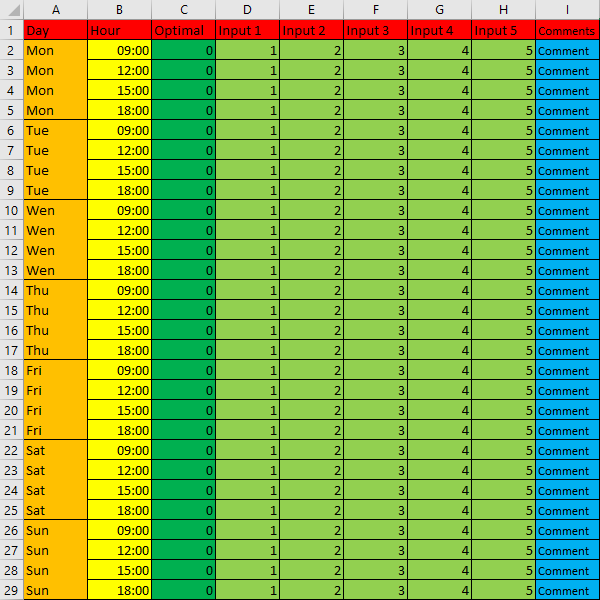 A B C D E F G H I
1 Day Hour Optimal Input 1 Input 2 Input 3 Input 4 Input 5 Comments
2 Mon 09:00 0 1 2 3 4 5 Comment
3 Mon 12:00 0 1 2 3 4 5 Comment
4 Mon 15:00 0 1 2 3 4 5 Comment
5 Mon 18:00 0 1 2 3 4 5 Comment
6 Tue 09:00 0 1 2 3 4 5 Comment
7 Tue 12:00 0 1 2 3 4 5 Comment
8 Tue 15:00 0 1 2 3 4 5 Comment
9 Tue 18:00 0 1 2 3 4 5 Comment
10 Wen 09:00 0 1 2 3 4 5 Comment
11 Wen 12:00 0 1 2 3 4 5 Comment
12 Wen 15:00 0 1 2 3 4 5 Comment
13 Wen 18:00 0 1 2 3 4 5 Comment
14 Thu 09:00 0 1 2 3 4 5 Comment
15 Thu 12:00 0 1 2 3 4 5 Comment
16 Thu 15:00 0 1 2 3 4 5 Comment
17 Thu 18:00 0 1 2 3 4 5 Comment
18 Fri 09:00 0 1 2 3 4 5 Comment
19 Fri 12:00 0 1 2 3 4 5 Comment
20 Fri 15:00 0 1 2 3 4 5 Comment
21 Fri 18:00 0 1 2 3 4 5 Comment
22 Sat 09:00 0 1 2 3 4 5 Comment
23 Sat 12:00 0 1 2 3 4 5 Comment
24 Sat 15:00 0 1 2 3 4 5 Comment
25 Sat 18:00 0 1 2 3 4 5 Comment
26 Sun 09:00 0 1 2 3 4 5 Comment
27 Sun 12:00 0 1 2 3 4 5 Comment
28 Sun 15:00 0 1 2 3 4 5 Comment
29 Sun 18:00 0 1 2 3 4 5 Comment